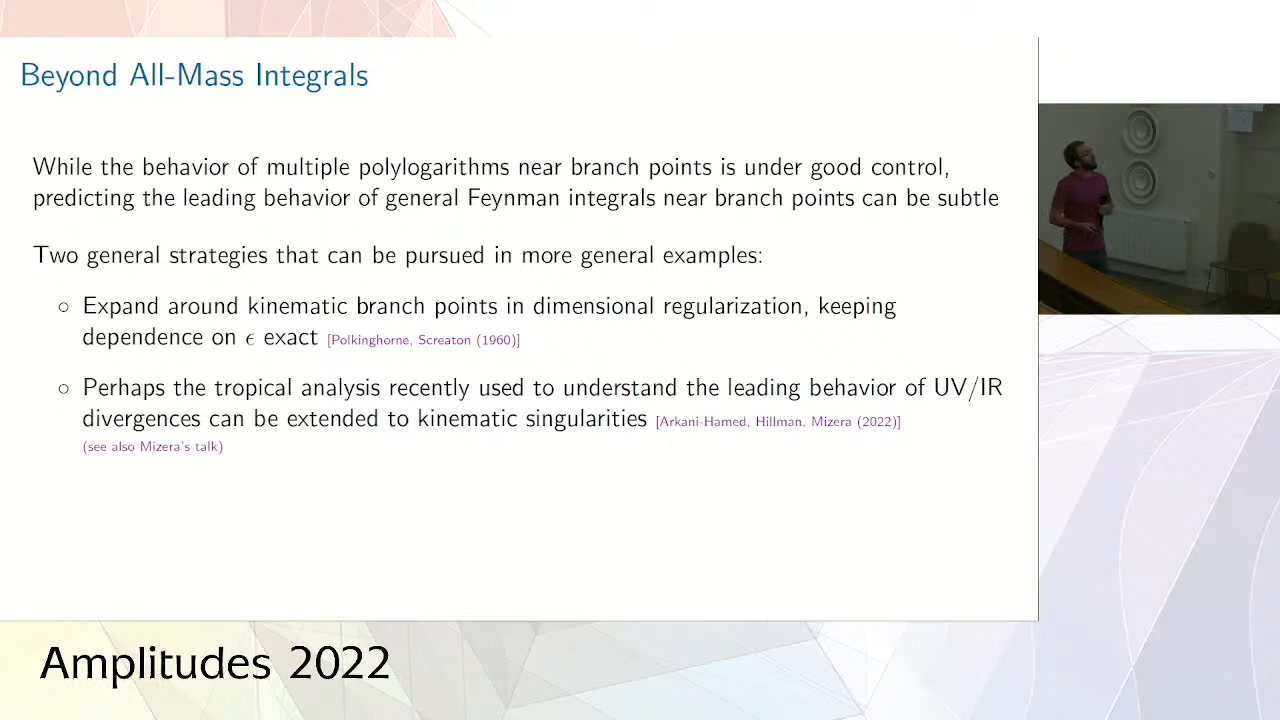 Beyond All-Mass Integrals
While the behavior of multiple polylogarithms near branch points is under good control,
predicting the leading behavior of general Feynman integrals near branch points can be subtle
Two general strategies that can be pursued in more general examples:
○ Expand around kinematic branch points in dimensional regularization, keeping
dependence on ϵ exact [Polkinghorne, Screaton (1960)]
○ Perhaps the tropical analysis recently used to understand the leading behavior of UV/IR
divergences can be extended to kinematic singularities [Arkani-Hamed, Hillman, Mizera (2022)]
(see also Mizera's talk)
Amplitudes 2022